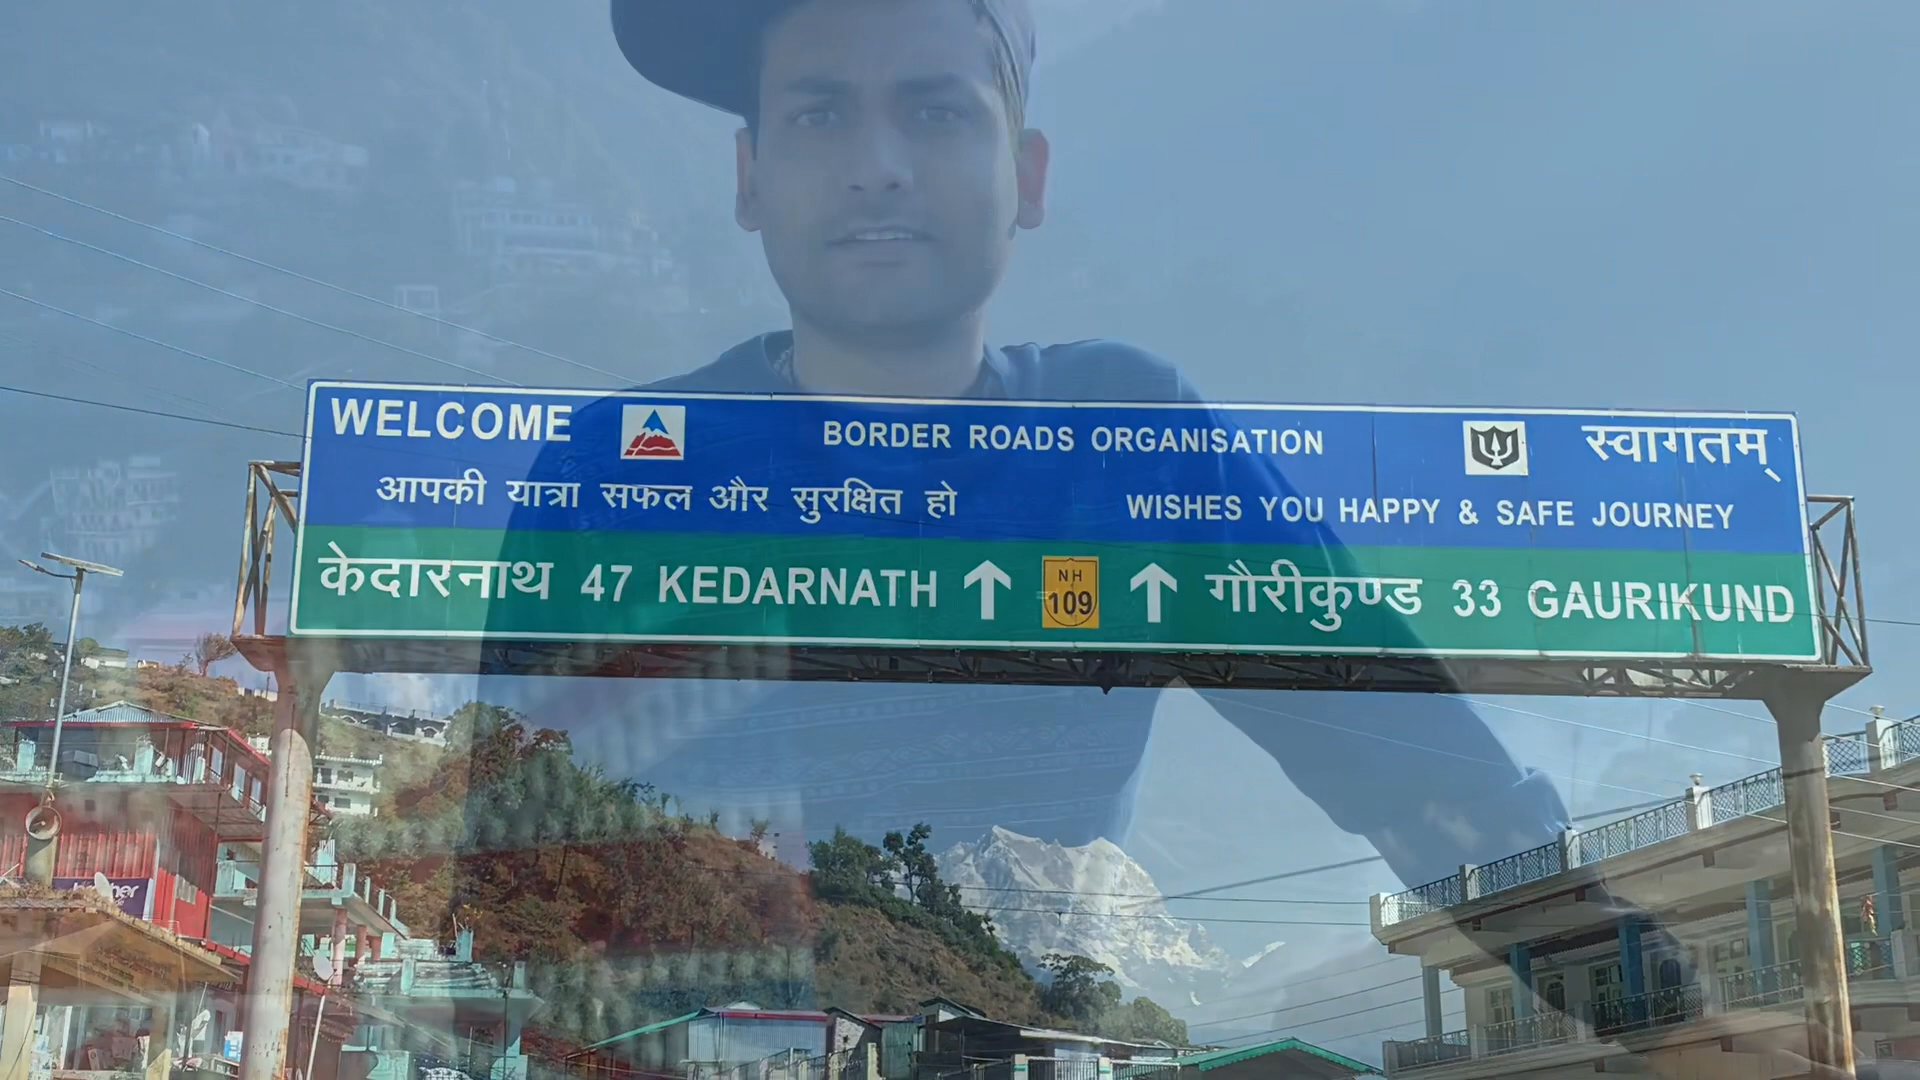 WELCOME BORDER ROADS ORGANISATION स्वागतम्
आपकी यात्रा सफल और सुरक्षित हो WISHES YOU HAPPY & SAFE JOURNEY
केदारनाथ 47 KEDARNATH NH 109 गौरीकुण्ड 33 GAURIKUND